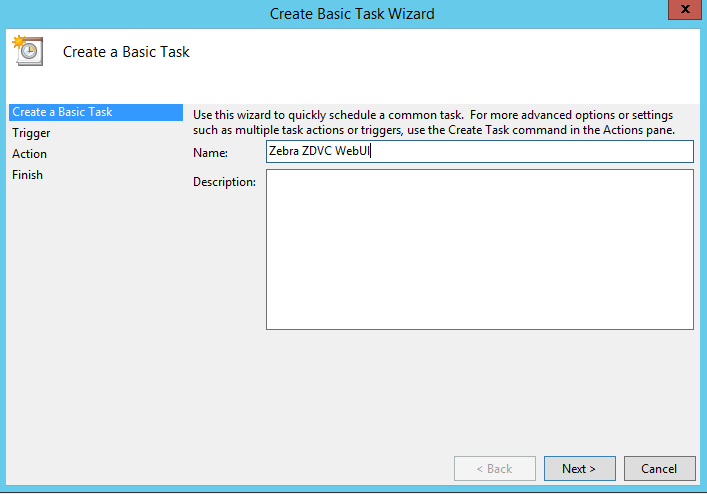 Create Basic Task Wizard
x
Create a Basic Task
Create a Basic Task
Trigger
Action
Finish
Use this wizard to quickly schedule a common task. For more advanced options or settings
such as multiple task actions or triggers, use the Create Task command in the Actions pane.
Name: Zebra ZDVC WebUI
Description:
< Back Next > Cancel